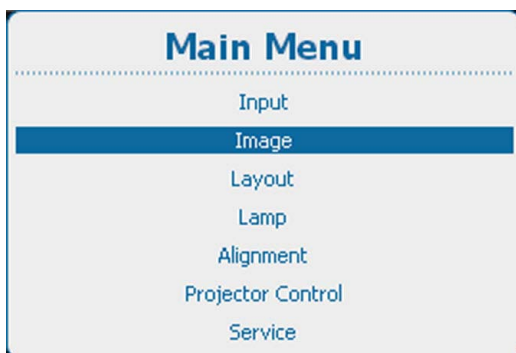 Main Menu
Input
Image
Layout
Lamp
Alignment
Projector Control
Service